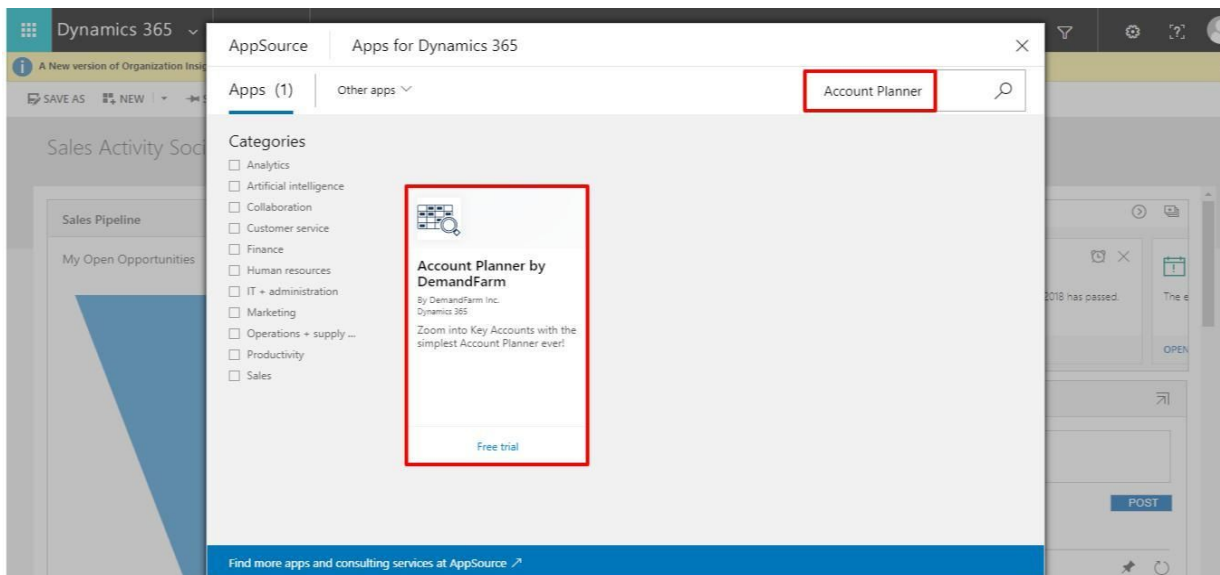 Dynamics 365
A New version of Organization Insig
SAVE AS NEW
Sales Activity Soci
Sales Pipeline
My Open Opportunities
AppSource Apps for Dynamics 365
Apps (1) Other apps
Account Planner
Categories
Analytics
Artificial intelligence
Collaboration
Customer service
Finance
Human resources
IT + administration
Marketing
Operations + supply ...
Productivity
Sales
Account Planner by
DemandFarm
By DemandFarm Inc.
Dynamics 365
Zoom into Key Accounts with the
simplest Account Planner ever!
Free trial
Find more apps and consulting services at AppSource
2018 has passed.
The e
OPEN
POST